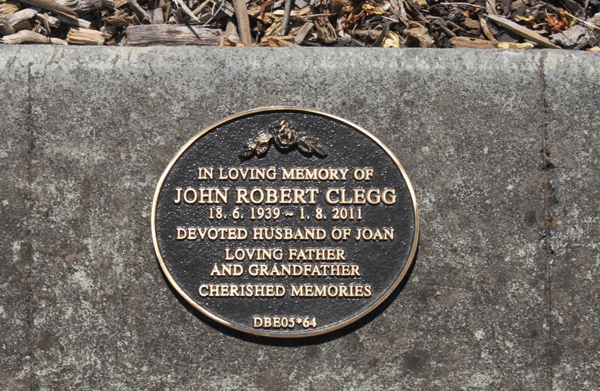 IN LOVING MEMORY OF
JOHN ROBERT CLEGG
18. 6. 1939 ~ 1. 8. 2011
DEVOTED HUSBAND OF JOAN
LOVING FATHER
AND GRANDFATHER
CHERISHED MEMORIES
DBE05*64